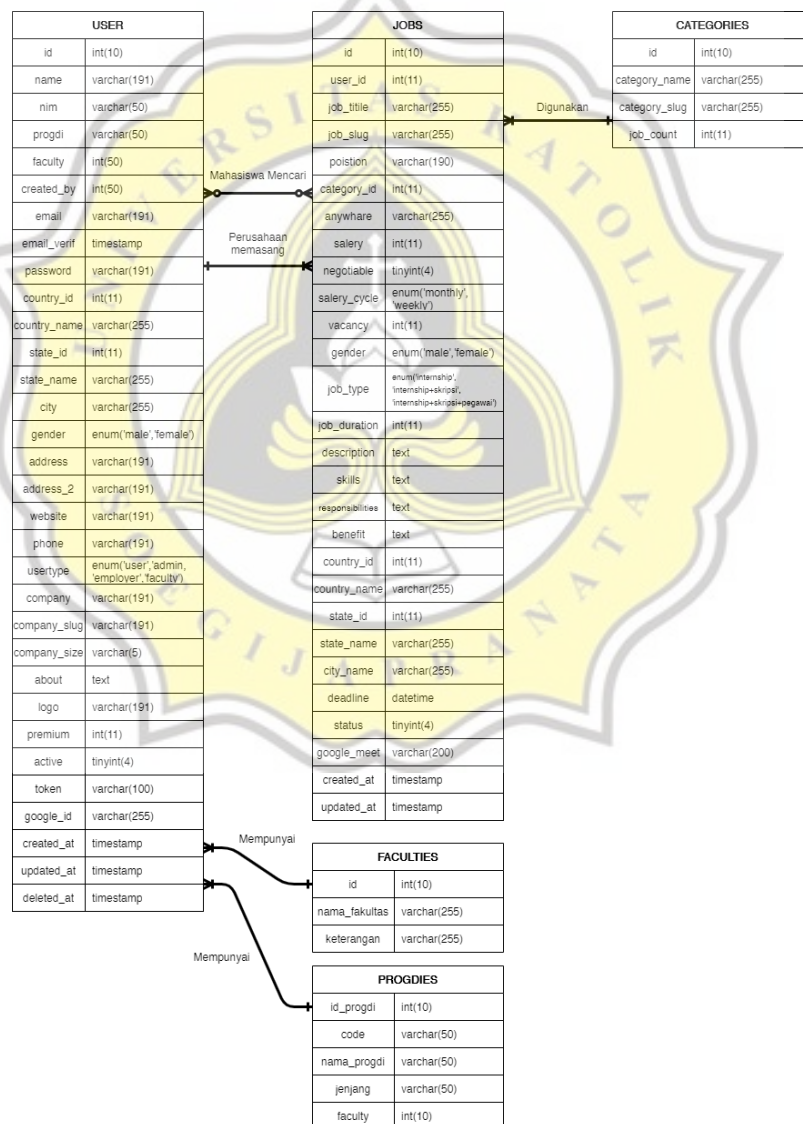 USER
id int(10)
name varchar(191)
nim varchar(50)
progdi varchar(50)
faculty int(50)
created_by int(50)
email varchar(191)
email_verif timestamp
password varchar(191)
country_id int(11)
country_name varchar(255)
state_id int(11)
state_name varchar(255)
city varchar(255)
gender enum('male','female')
address varchar(191)
address_2 varchar(191)
website varchar(191)
phone varchar(191)
usertype enum('user','admin,
'employer','faculty')
company varchar(191)
company_slug varchar(191)
company_size varchar(5)
about text
logo varchar(191)
premium int(11)
active tinyint(4)
token varchar(100)
google_id varchar(255)
created_at timestamp
updated_at timestamp
deleted_at timestamp
Mahasiswa Mencari
Perusahaan
memasang
JOBS
id int(10)
user_id int(11)
job_titile varchar(255)
job_slug varchar(255)
poistion varchar(190)
category_id int(11)
anywhare varchar(255)
salery int(11)
negotiable tinyint(4)
salery_cycle enum('monthly',
'weekly')
vacancy int(11)
gender enum('male','female')
job_type enum('internship',
'internship+skripsi',
'internship+skripsi+pegawai')
job_duration int(11)
description text
skills text
responsibilities text
benefit text
country_id int(11)
country_name varchar(255)
state_id int(11)
state_name varchar(255)
city_name varchar(255)
deadline datetime
status tinyint(4)
google_meet varchar(200)
created_at timestamp
updated_at timestamp
Digunakan
CATEGORIES
id int(10)
category_name varchar(255)
category_slug varchar(255)
job_count int(11)
Mempunyai
FACULTIES
id int(10)
nama_fakultas varchar(255)
keterangan varchar(255)
Mempunyai
PROGDIES
id_progdi int(10)
code varchar(50)
nama_progdi varchar(50)
jenjang varchar(50)
faculty int(10)
UNIVERSITAS KATOLIK
SOEGIJAPRANATA